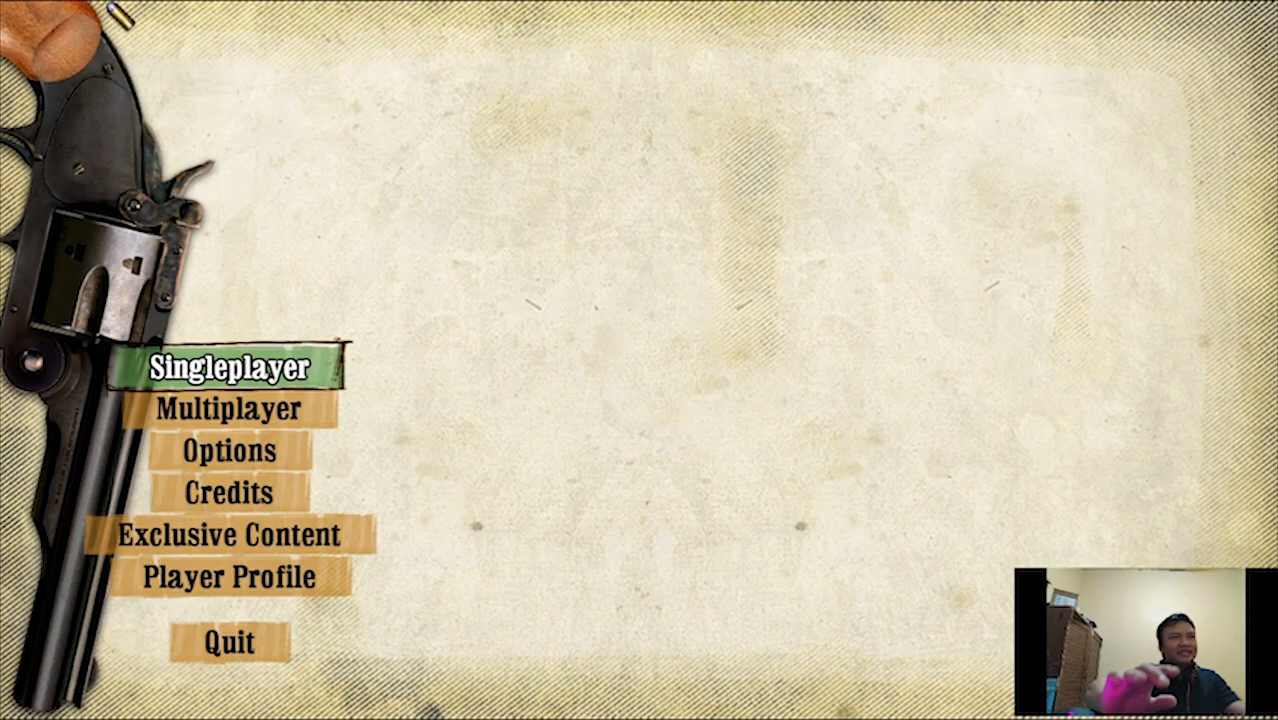 Singleplayer
Multiplayer
Options
Credits
Exclusive Content
Player Profile
Quit